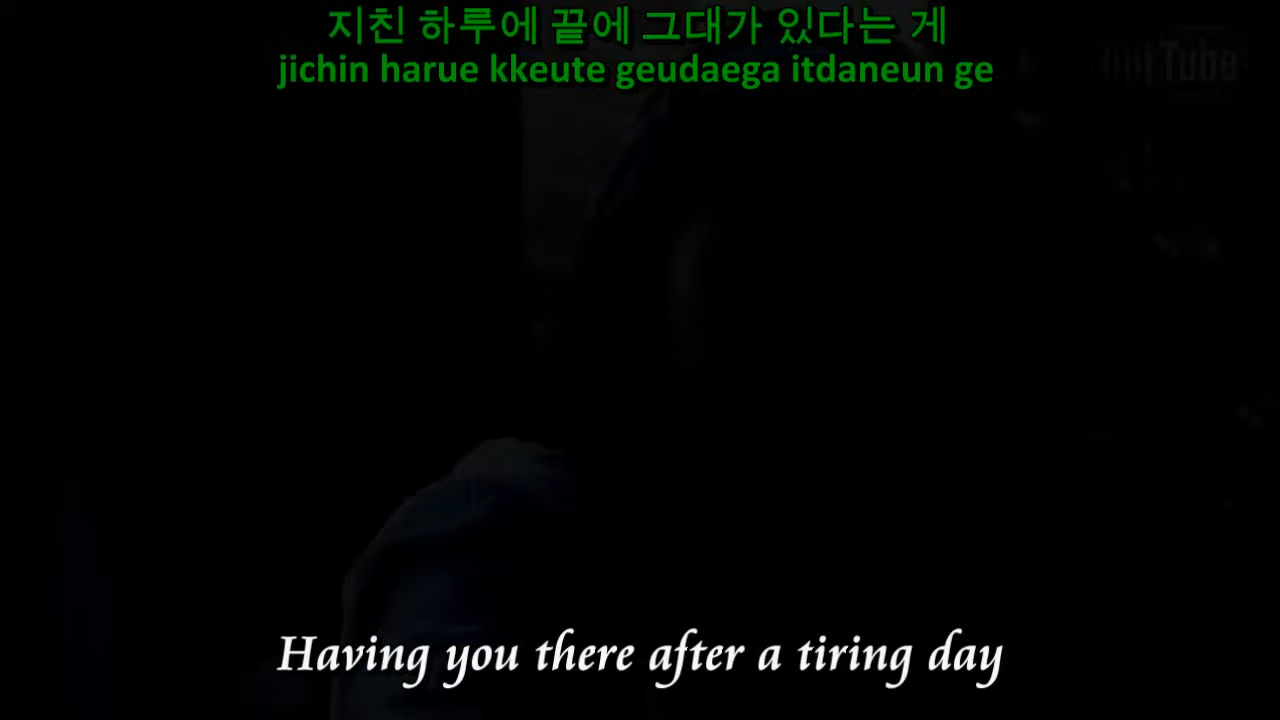 지친 하루에 끝에 그대가 있다는 게
jichin harue kkeute geudaega itdaneun ge
Tube
Having you there after a tiring day